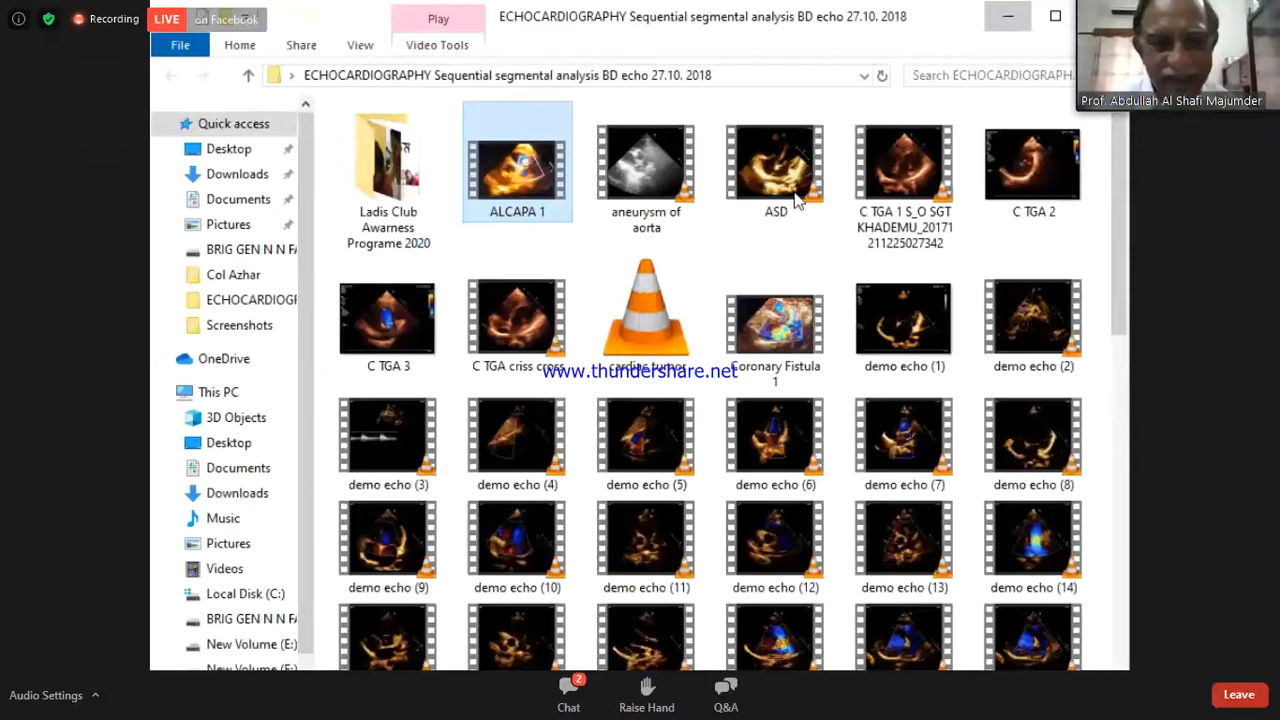 Recording
LIVE on Facebook
Play
ECHOCARDIOGRAPHY Sequential segmental analysis BD echo 27.10. 2018
File
Home
Share
View
Video Tools
ECHOCARDIOGRAPHY Sequential segmental analysis BD echo 27.10. 2018
Search ECHOCARDIOGRAPH.
Prof. Abdullah Al Shafi Majumder
Quick access
Desktop
Downloads
Documents
Pictures
BRIG GEN N N FA
Col Azhar
ECHOCARDIOGR
Screenshots
OneDrive
This PC
3D Objects
Desktop
Documents
Downloads
Music
Pictures
Videos
Local Disk (C:)
BRIG GEN N N FA
New Volume (E:)
New Volume (F:)
Ladis Club
Awarness
Programe 2020
ALCAPA 1
aneurysm of
aorta
ASD
C TGA 1 S_O SGT
KHADEMU_20171
211225027342
C TGA 2
C TGA 3
C TGA criss cross
cardiac tumor
Coronary Fistula
1
demo echo (1)
demo echo (2)
www.thundershare.net
demo echo (3)
demo echo (4)
demo echo (5)
demo echo (6)
demo echo (7)
demo echo (8)
demo echo (9)
demo echo (10)
demo echo (11)
demo echo (12)
demo echo (13)
demo echo (14)
Audio Settings
2
Chat
Raise Hand
Q&A
Leave